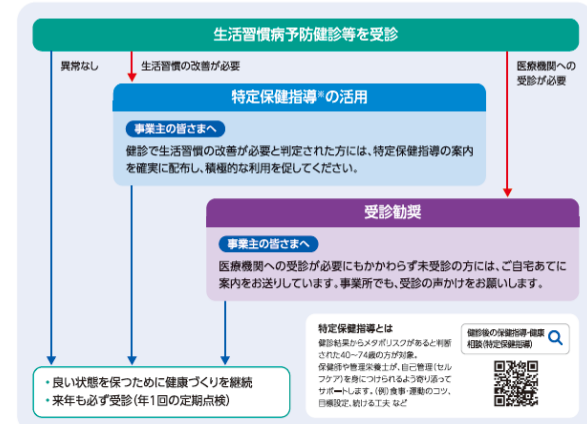 生活習慣病予防健診等を受診
異常なし
生活習慣の改善が必要
医療機関への
受診が必要
特定保健指導※の活用
事業主の皆さまへ
健診で生活習慣の改善が必要と判定された方には、特定保健指導の案内
を確実に配布し、積極的な利用を促してください。
受診勧奨
事業主の皆さまへ
医療機関への受診が必要にもかかわらず未受診の方には、ご自宅あてに
案内をお送りしています。事業所でも、受診の声かけをお願いします。
特定保健指導とは
健診結果からメタボリスクがあると判断
された40～74歳の方が対象。
保健師や管理栄養士が、自己管理(セル
フケア)を身につけられるよう寄り添って
サポートします。(例)食事・運動のコツ、
目標設定、続ける工夫 など
健診後の保健指導・健康
相談(特定保健指導)
・良い状態を保つために健康づくりを継続
・来年も必ず受診(年1回の定期点検)